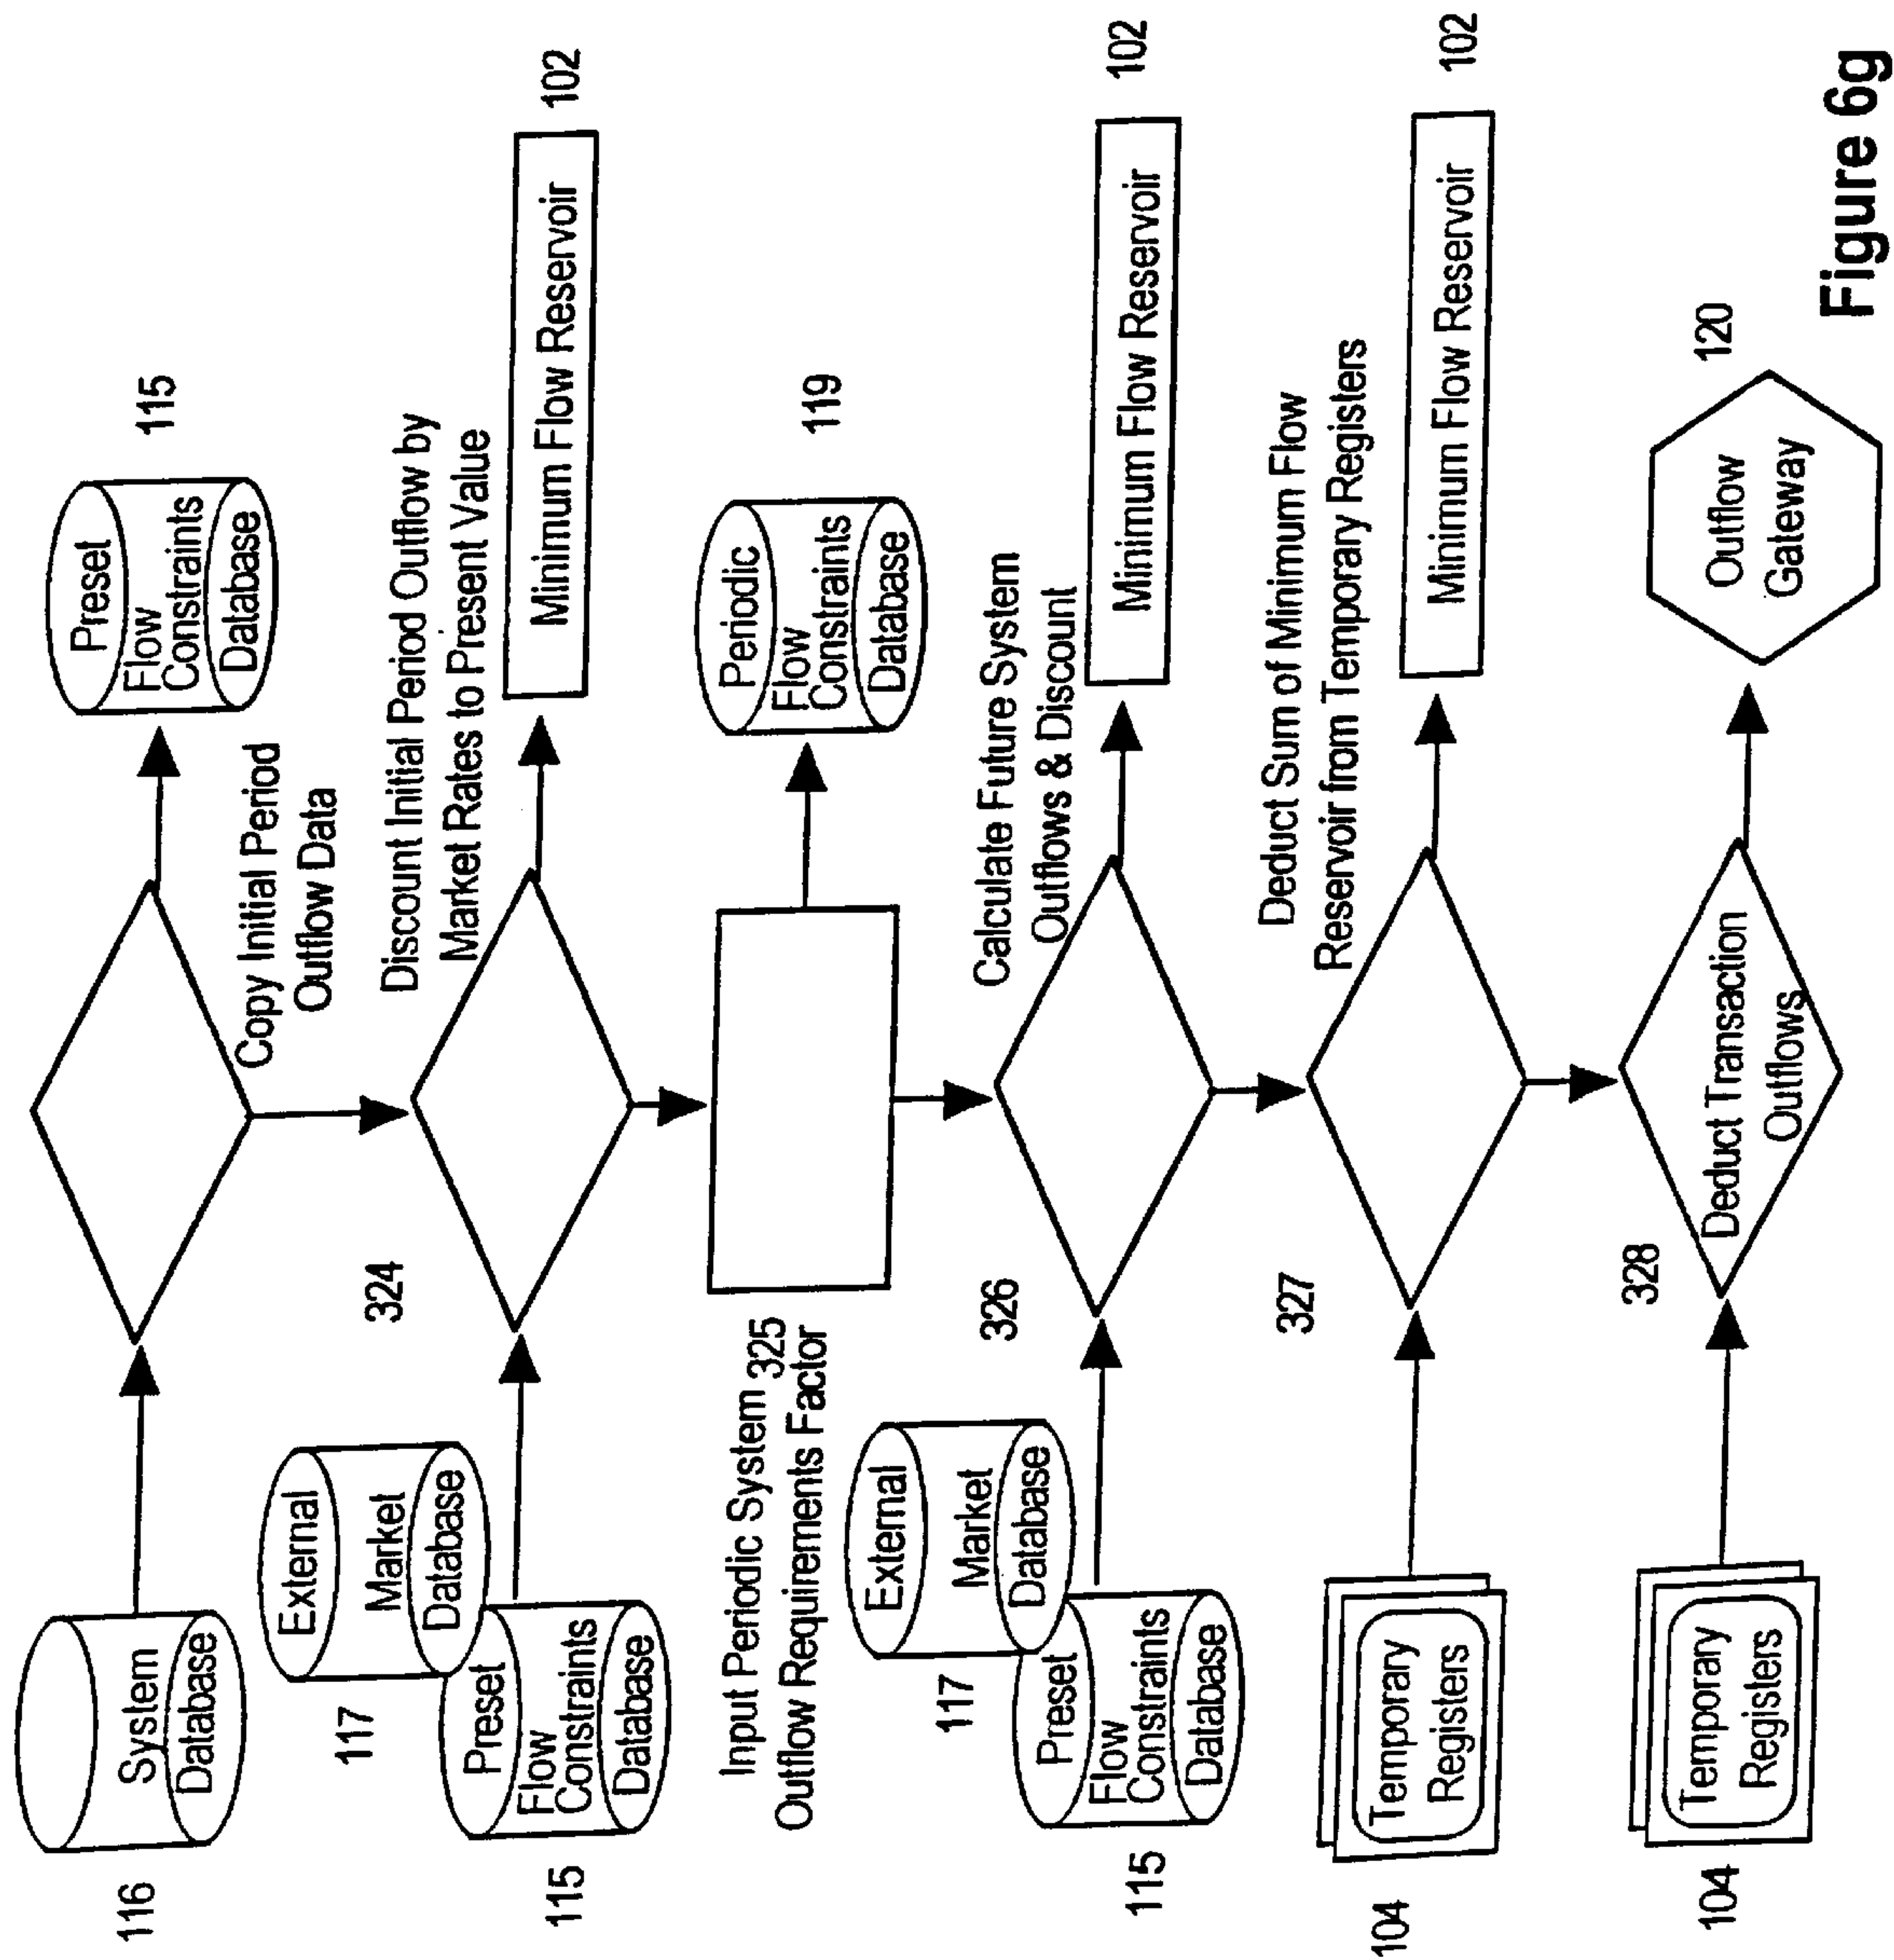 116
System
Database
Copy Initial Period
Outflow Data
Preset
Flow
Constraints
Database
115
117
External
Market
Database
Preset
Flow
Constraints
Database
115
324
Discount Initial Period Outflow by
Market Rates to Present Value
Minimum Flow Reservoir
102
Input Periodic System 325
Outflow Requirements Factor
Periodic
Flow
Constraints
Database
119
117
External
Market
Database
Preset
Flow
Constraints
Database
115
326
Calculate Future System
Outflows & Discount
Minimum Flow Reservoir
102
104
Temporary
Registers
327
Deduct Sum of Minimum Flow
Reservoir from Temporary Registers
Minimum Flow Reservoir
102
104
Temporary
Registers
328
Deduct Transaction
Outflows
Outflow
Gateway
120
Figure 6g